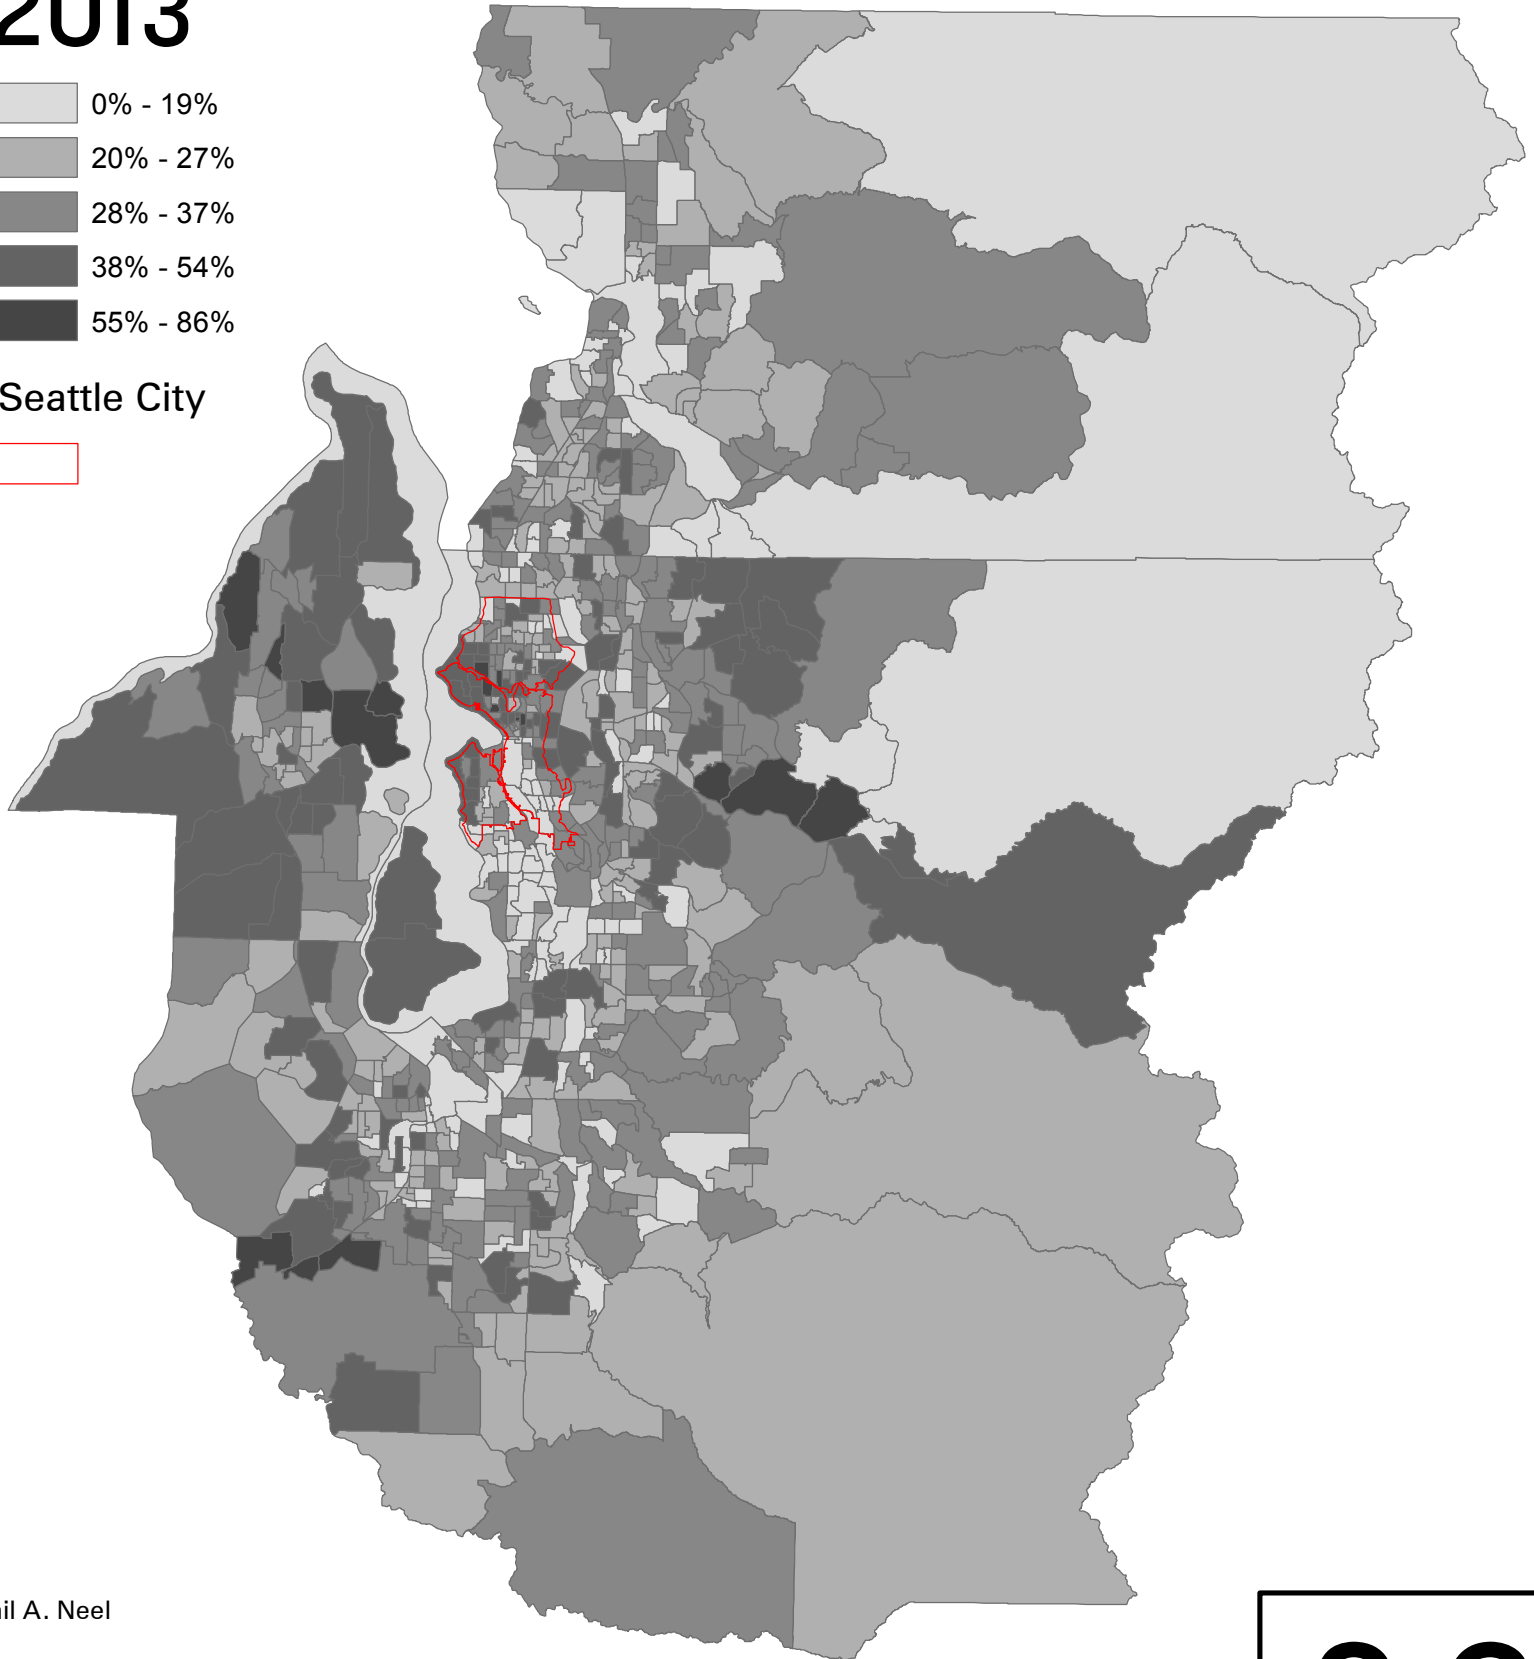 2013
0% - 19%
20% - 27%
28% - 37%
38% - 54%
55% - 86%
Seattle City
il A. Neel